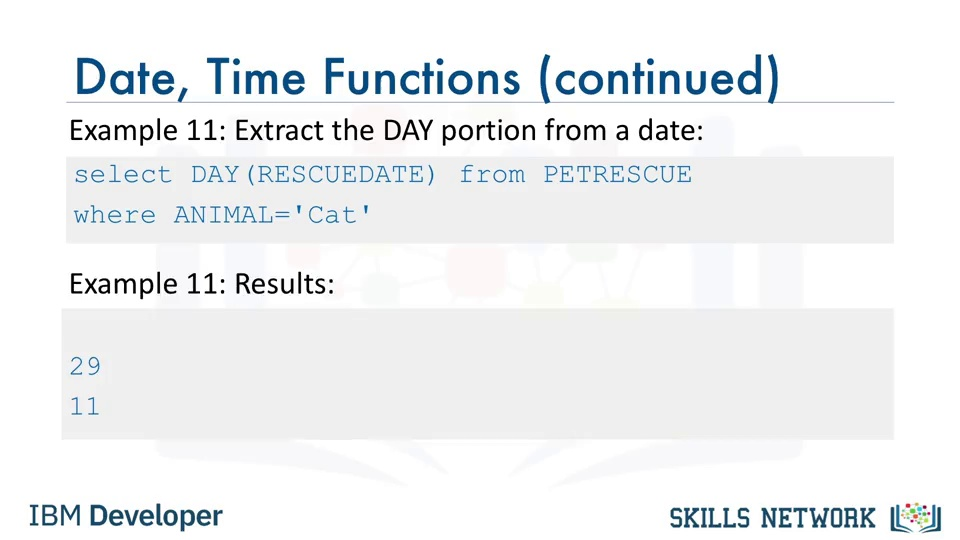 Date, Time Functions (continued)
Example 11: Extract the DAY portion from a date:
select DAY(RESCUEDATE) from PETRESCUE
where ANIMAL='Cat'
Example 11: Results:
29
11
IBM Developer
SKILLS NETWORK